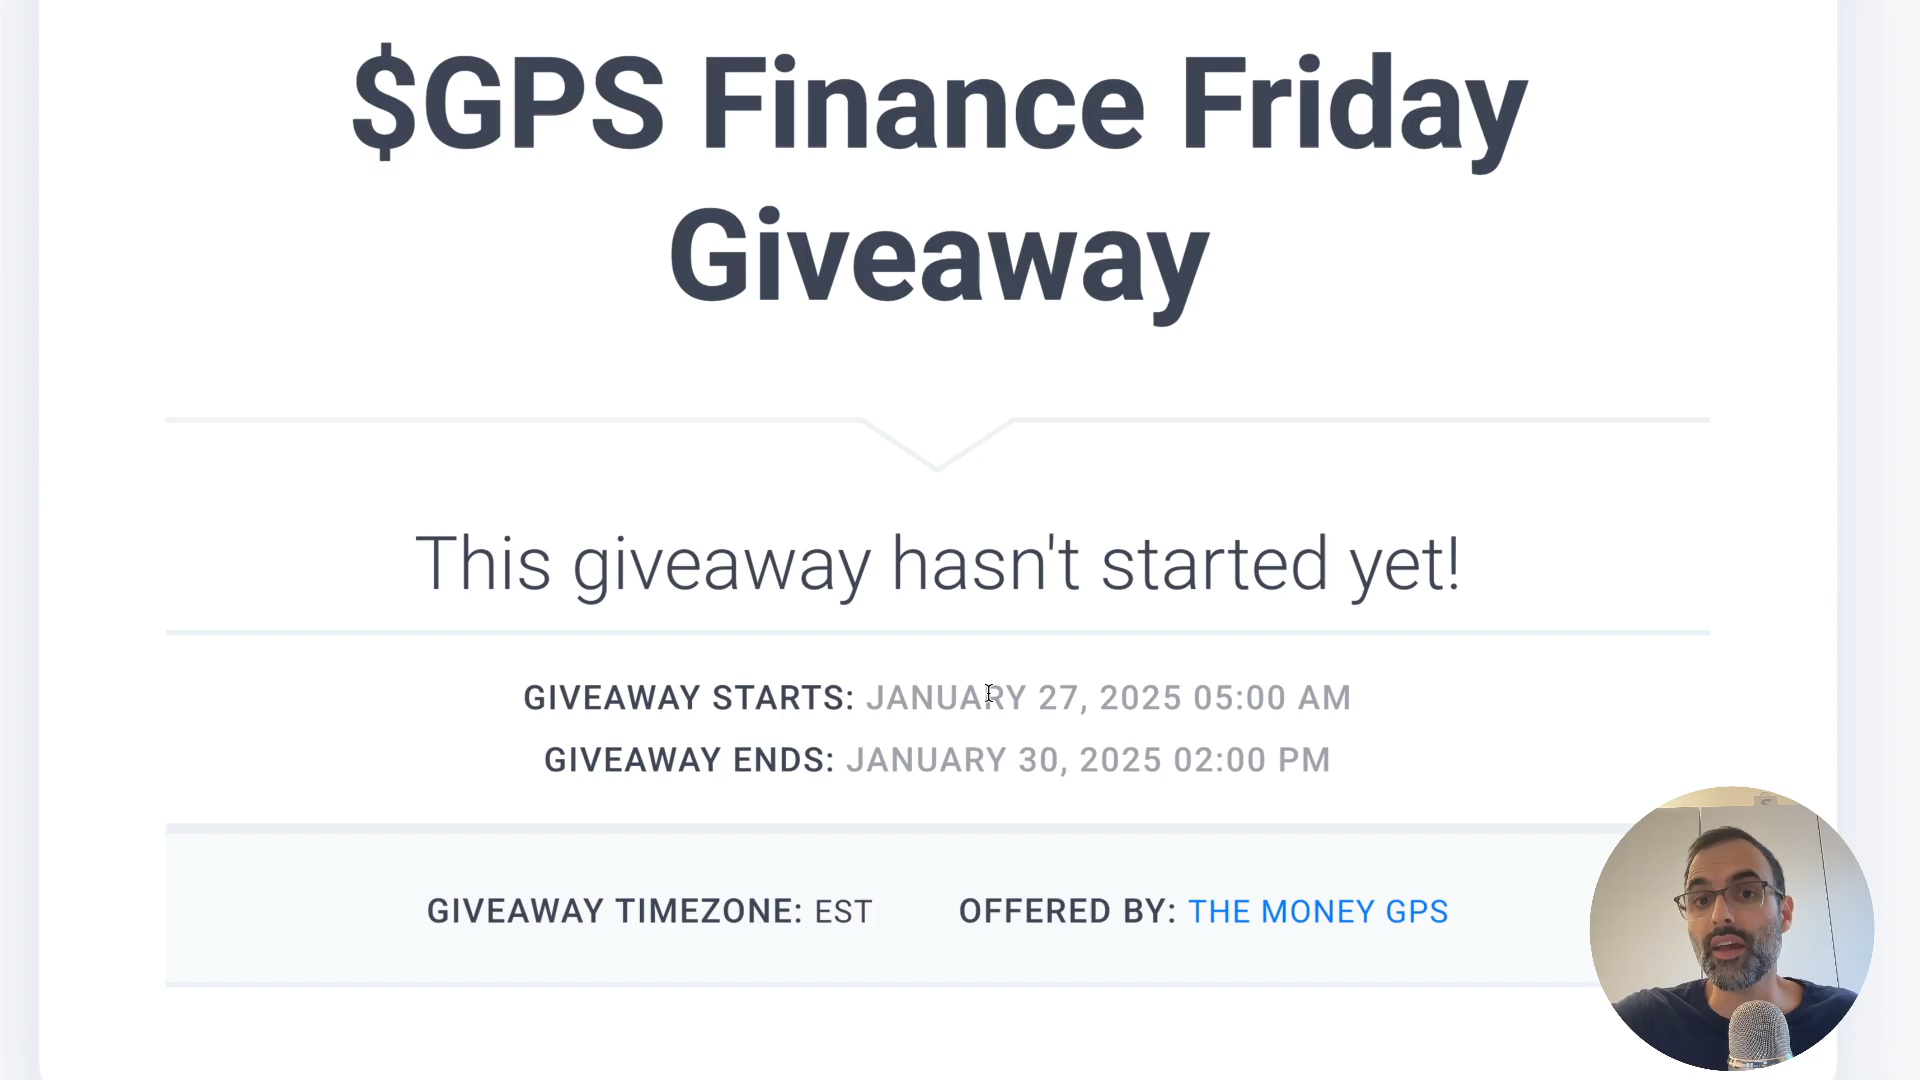 $GPS Finance Friday
Giveaway
This giveaway hasn't started yet!
GIVEAWAY STARTS: JANUARY 27, 2025 05:00 AM
GIVEAWAY ENDS: JANUARY 30, 2025 02:00 PM
GIVEAWAY TIMEZONE: EST OFFERED BY: THE MONEY GPS